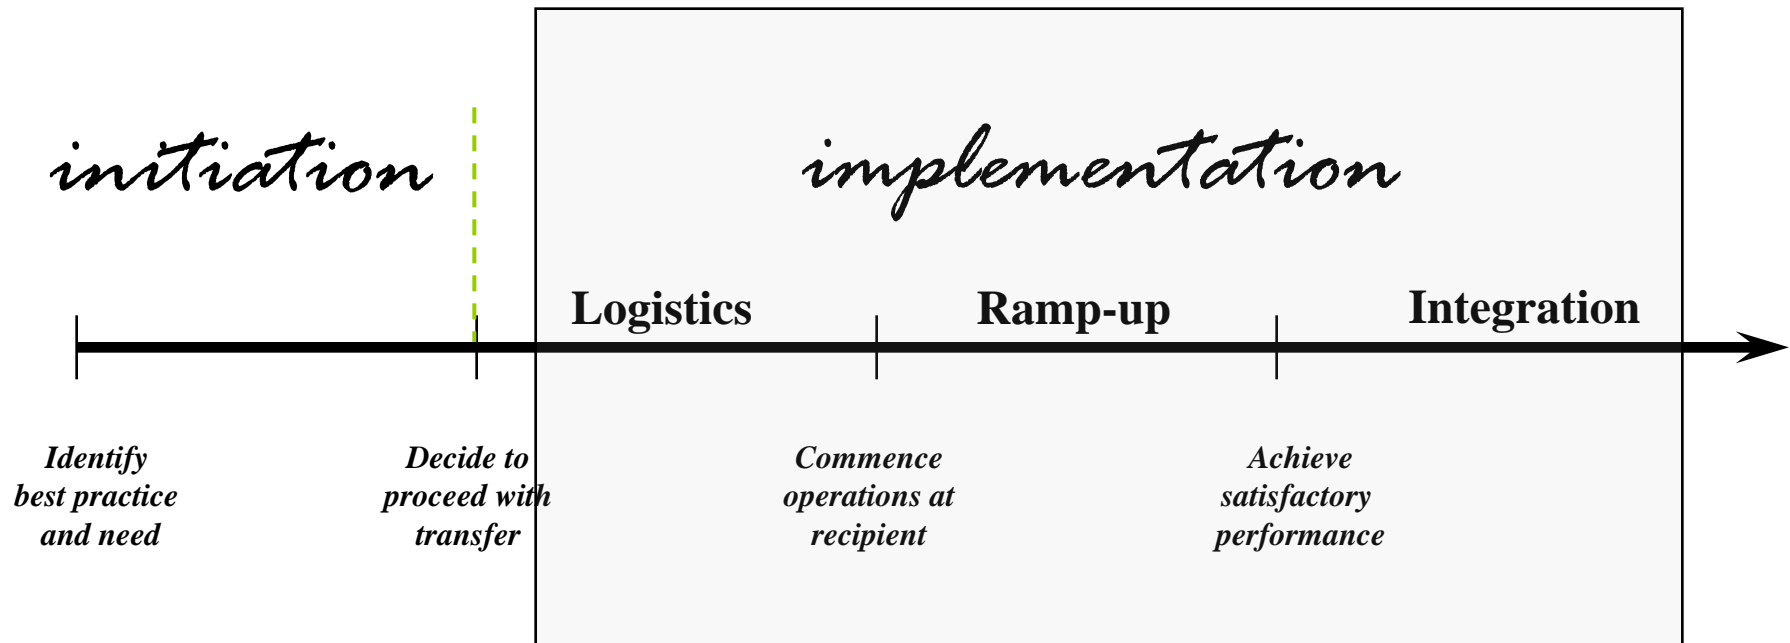 initiation
implementation
Logistics
Ramp-up
Integration
Identify
best practice
and need
Decide to
proceed with
transfer
Commence
operations at
recipient
Achieve
satisfactory
performance